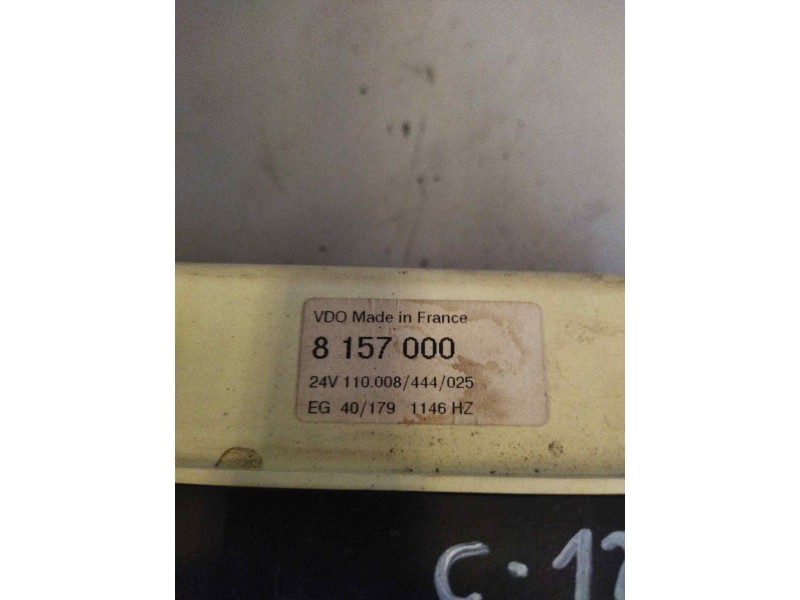 VDO Made in France
8 157 000
24V 110.008/444/025
EG 40/179 1146 HZ